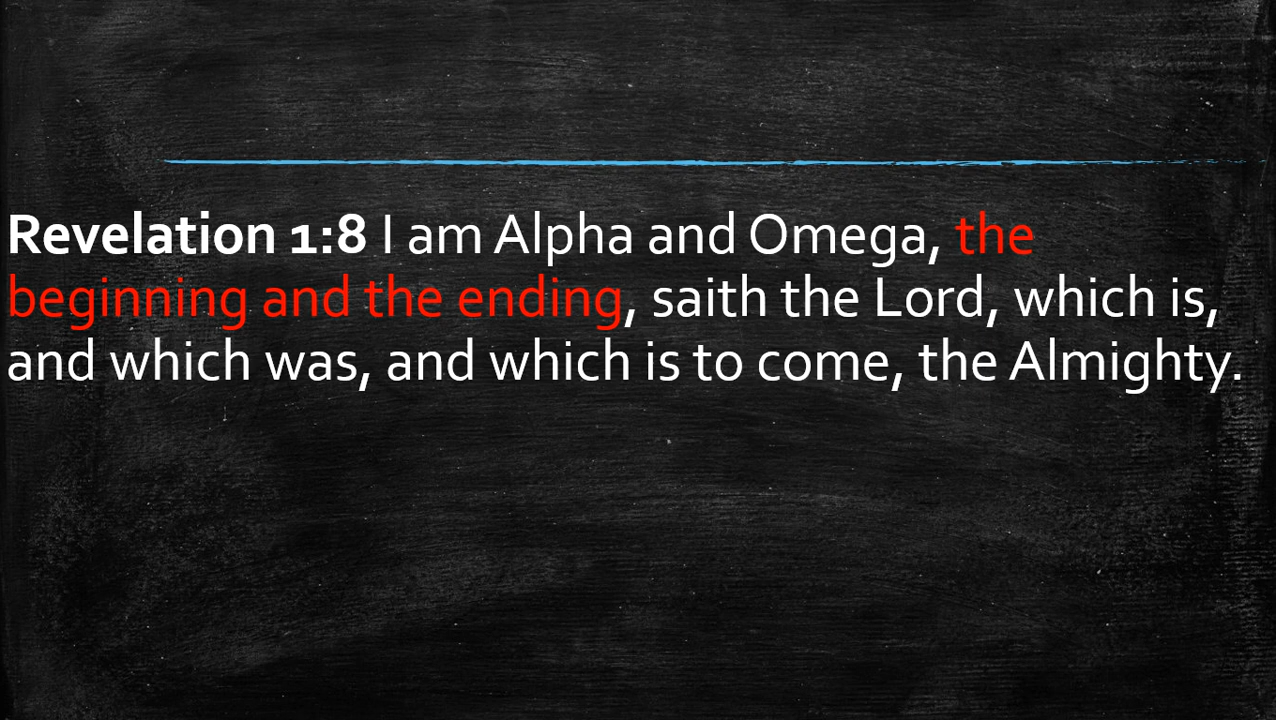 Revelation 1:8 I am Alpha and Omega, the
beginning and the ending, saith the Lord, which is,
and which was, and which is to come, the Almighty.